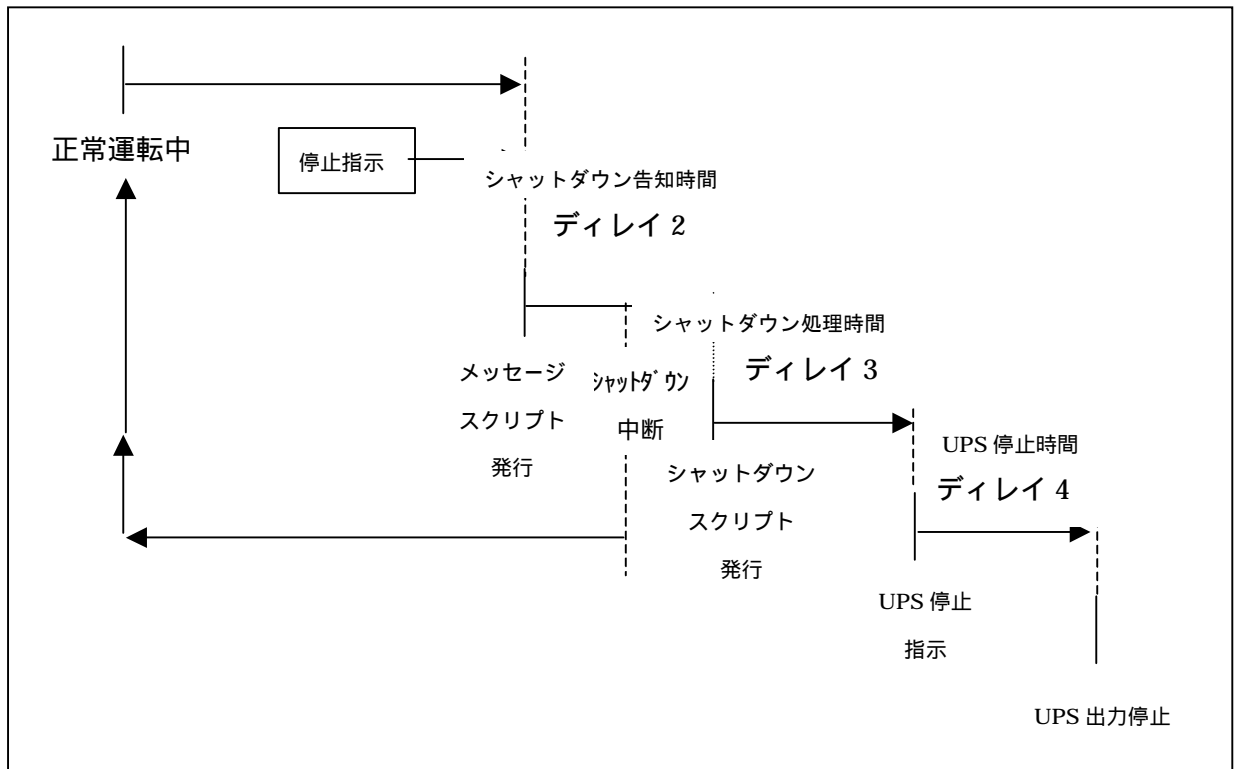 正常運転中
停止指示
シャットダウン告知時間
ディレイ 2
シャットダウン処理時間
ディレイ 3
メッセージ
スクリプト
発行
ｼｬｯﾄﾀﾞｳﾝ
中断
シャットダウン
スクリプト
発行
UPS 停止時間
ディレイ 4
UPS 停止
指示
UPS 出力停止